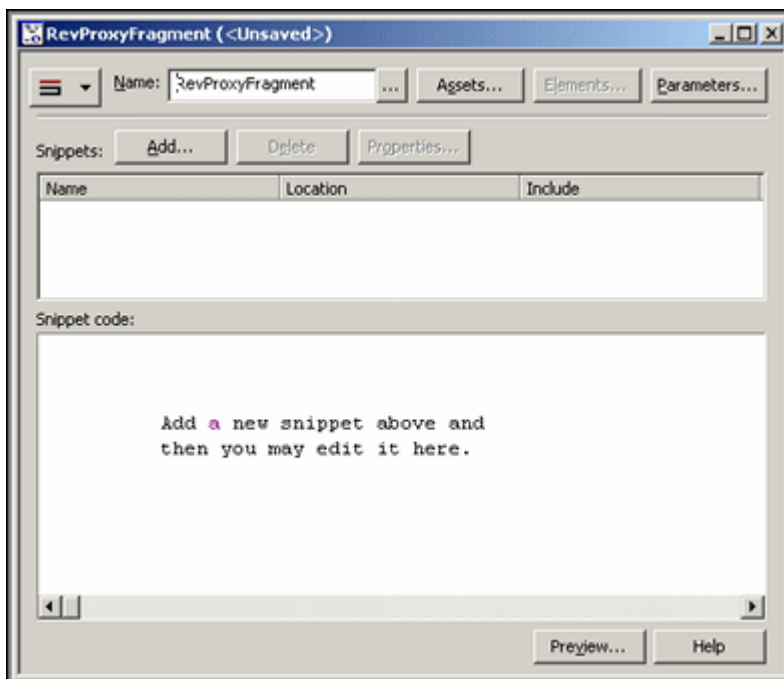 RevProxyFragment (<Unsaved>)
Name: RevProxyFragment ... Assets... Elements... Parameters...
Snippets: Add... Delete Properties...
Name Location Include
Snippet code:
Add a new snippet above and
then you may edit it here.
Preview... Help